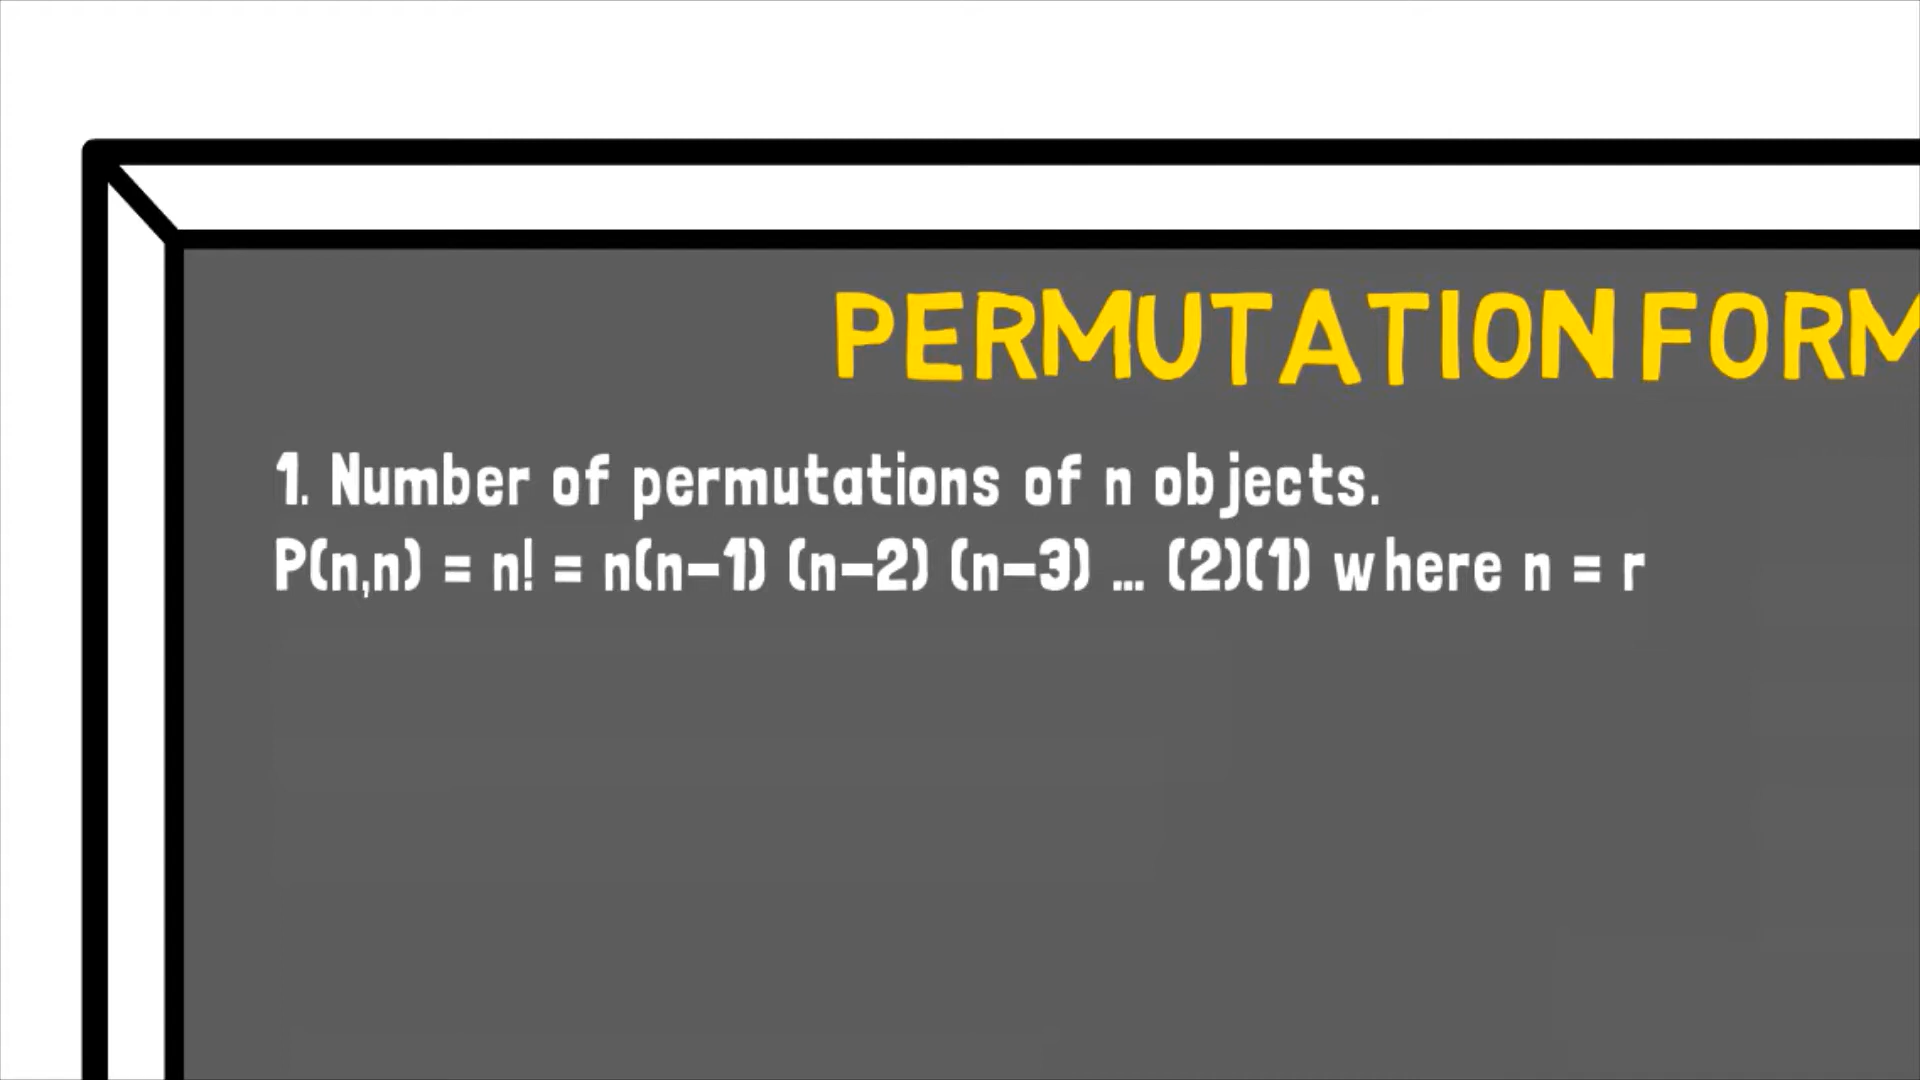 PERMUTATION FORM
1. Number of permutations of n objects.
P(n,n) = n! = n(n-1) (n-2) (n-3) ... (2)(1) where n = r